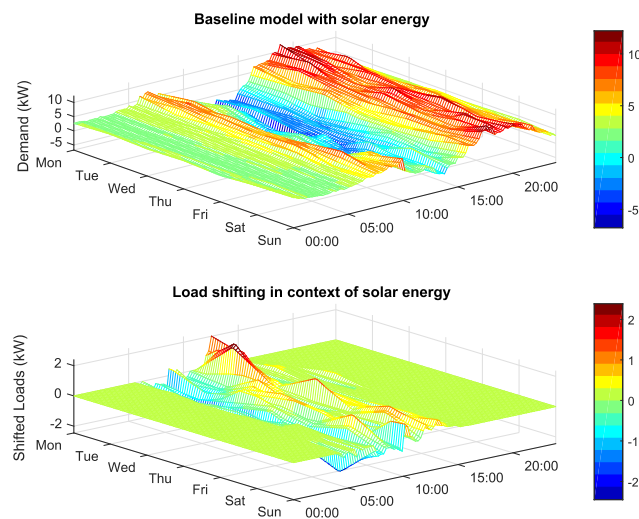 Baseline model with solar energy
Demand (kW)
10
5
0
-5
Mon
Tue
Wed
Thu
Fri
Sat
Sun
00:00
05:00
10:00
15:00
20:00
10
5
0
-5
Load shifting in context of solar energy
Shifted Loads (kW)
2
0
-2
Mon
Tue
Wed
Thu
Fri
Sat
Sun
00:00
05:00
10:00
15:00
20:00
2
1
0
-1
-2